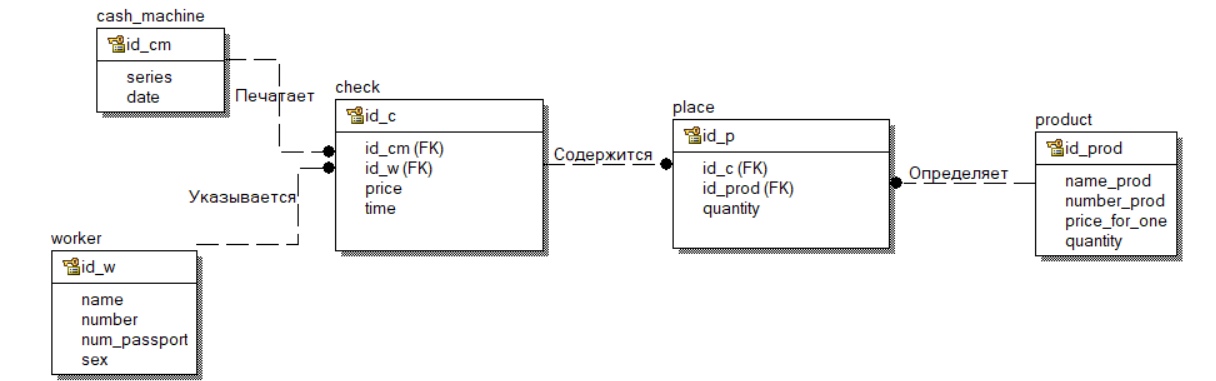 cash_machine
id_cm
series
date
Печатает
check
id_c
id_cm (FK)
id_w (FK)
price
time
Указывается
worker
id_w
name
number
num_passport
sex
Содержится
place
id_p
id_c (FK)
id_prod (FK)
quantity
Определяет
product
id_prod
name_prod
number_prod
price_for_one
quantity